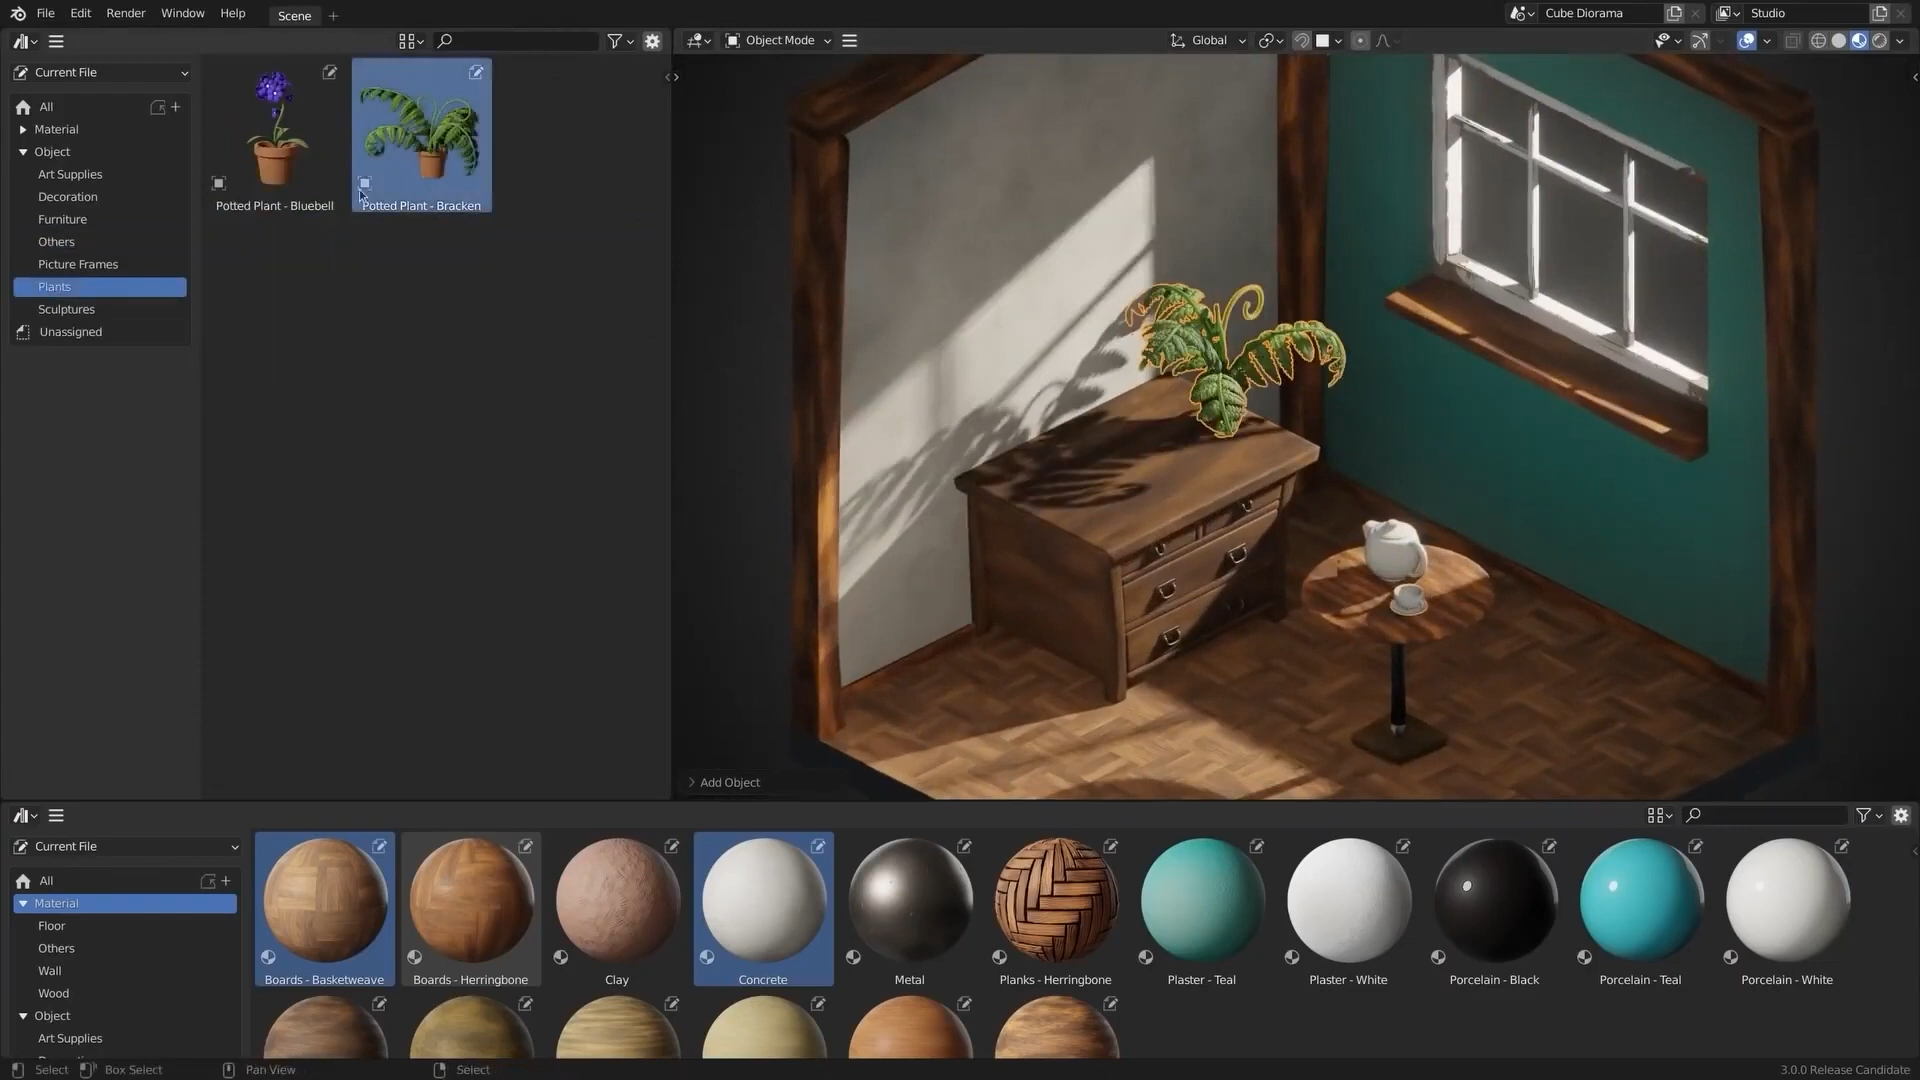 File Edit Render Window Help Scene
Cube Diorama
Studio
Object Mode
Global
Current File
All
Material
Object
Art Supplies
Decoration
Furniture
Others
Picture Frames
Plants
Sculptures
Unassigned
Potted Plant - Bluebell
Potted Plant - Bracken
Add Object
Current File
All
Material
Floor
Others
Wall
Wood
Object
Art Supplies
Boards - Basketweave
Boards - Herringbone
Clay
Concrete
Metal
Planks - Herringbone
Plaster - Teal
Plaster - White
Porcelain - Black
Porcelain - Teal
Porcelain - White
Select
Box Select
Pan View
Select
3.0.0 Release Candidate